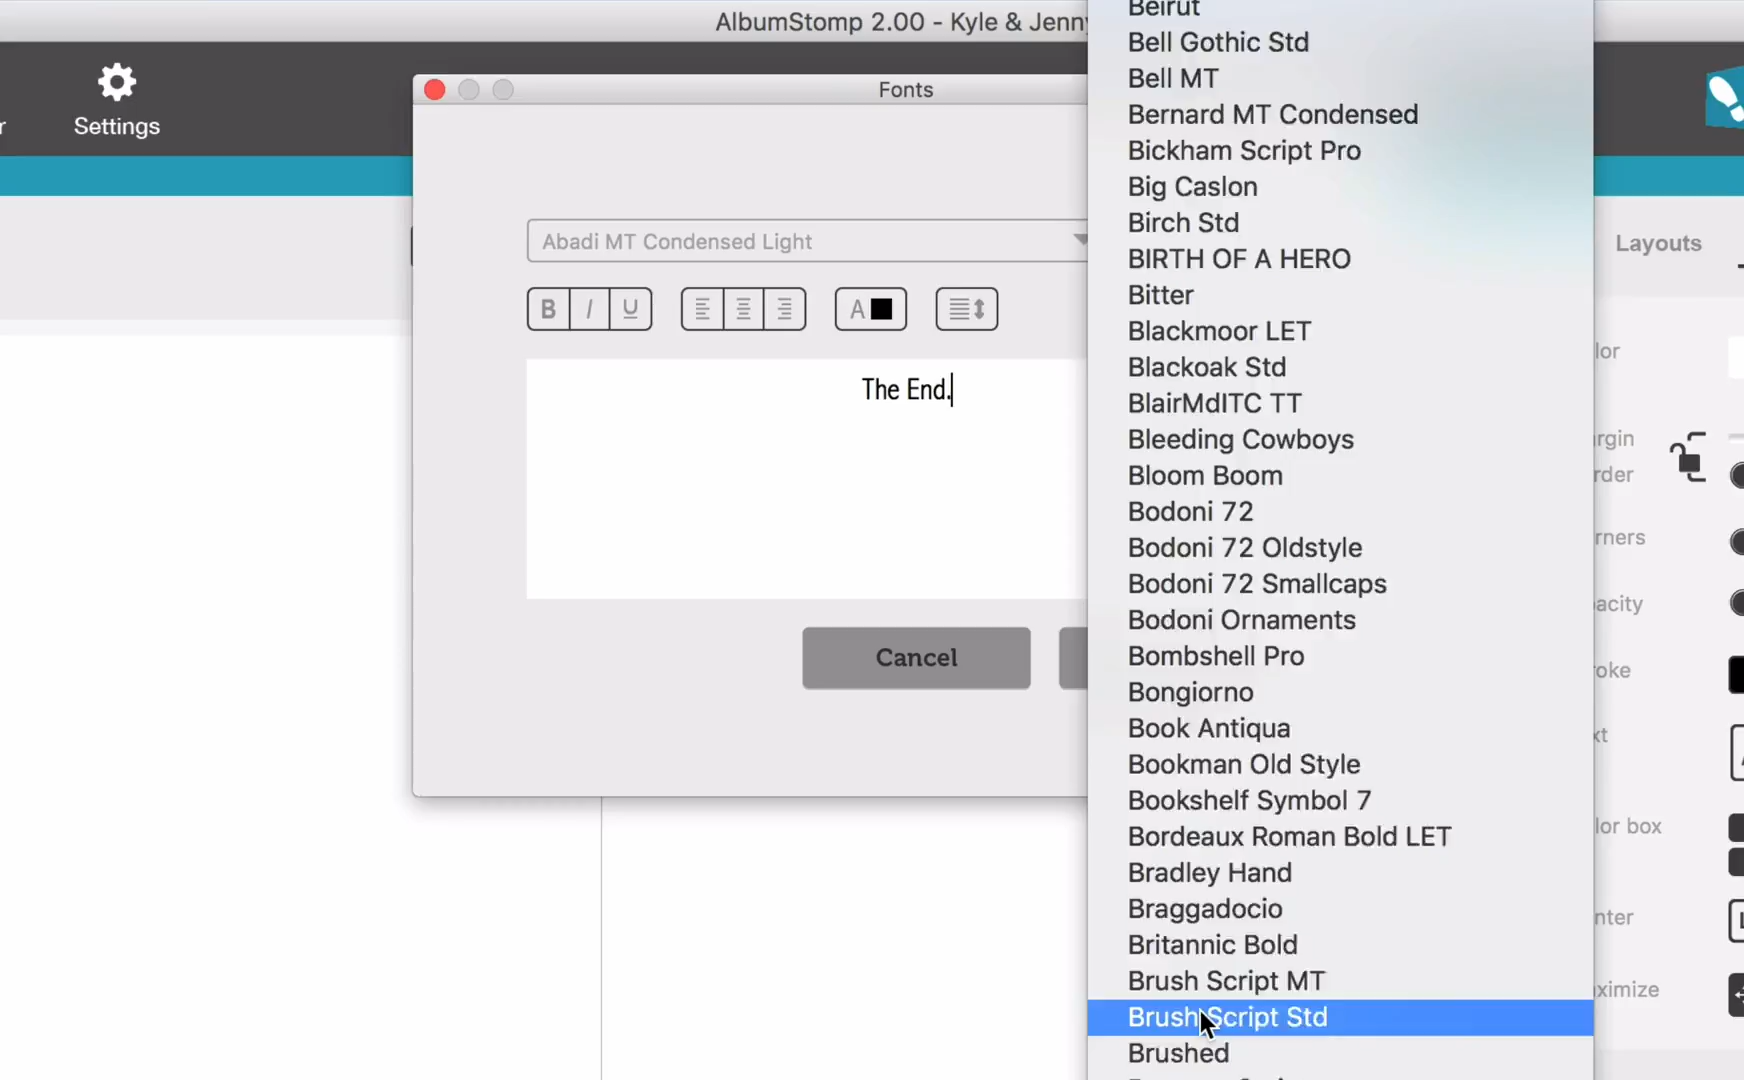 AlbumStomp 2.00 - Kyle & Jenny
Settings
Fonts
Abadi MT Condensed Light
B I U
A
The End.
Cancel
Beirut
Bell Gothic Std
Bell MT
Bernard MT Condensed
Bickham Script Pro
Big Caslon
Birch Std
BIRTH OF A HERO
Bitter
Blackmoor LET
Blackoak Std
BlairMdITC TT
Bleeding Cowboys
Bloom Boom
Bodoni 72
Bodoni 72 Oldstyle
Bodoni 72 Smallcaps
Bodoni Ornaments
Bombshell Pro
Bongiorno
Book Antiqua
Bookman Old Style
Bookshelf Symbol 7
Bordeaux Roman Bold LET
Bradley Hand
Braggadocio
Britannic Bold
Brush Script MT
Brush Script Std
Brushed
Layouts
lor
rgin
rder
rners
acity
oke
xt
lor box
nter
ximize